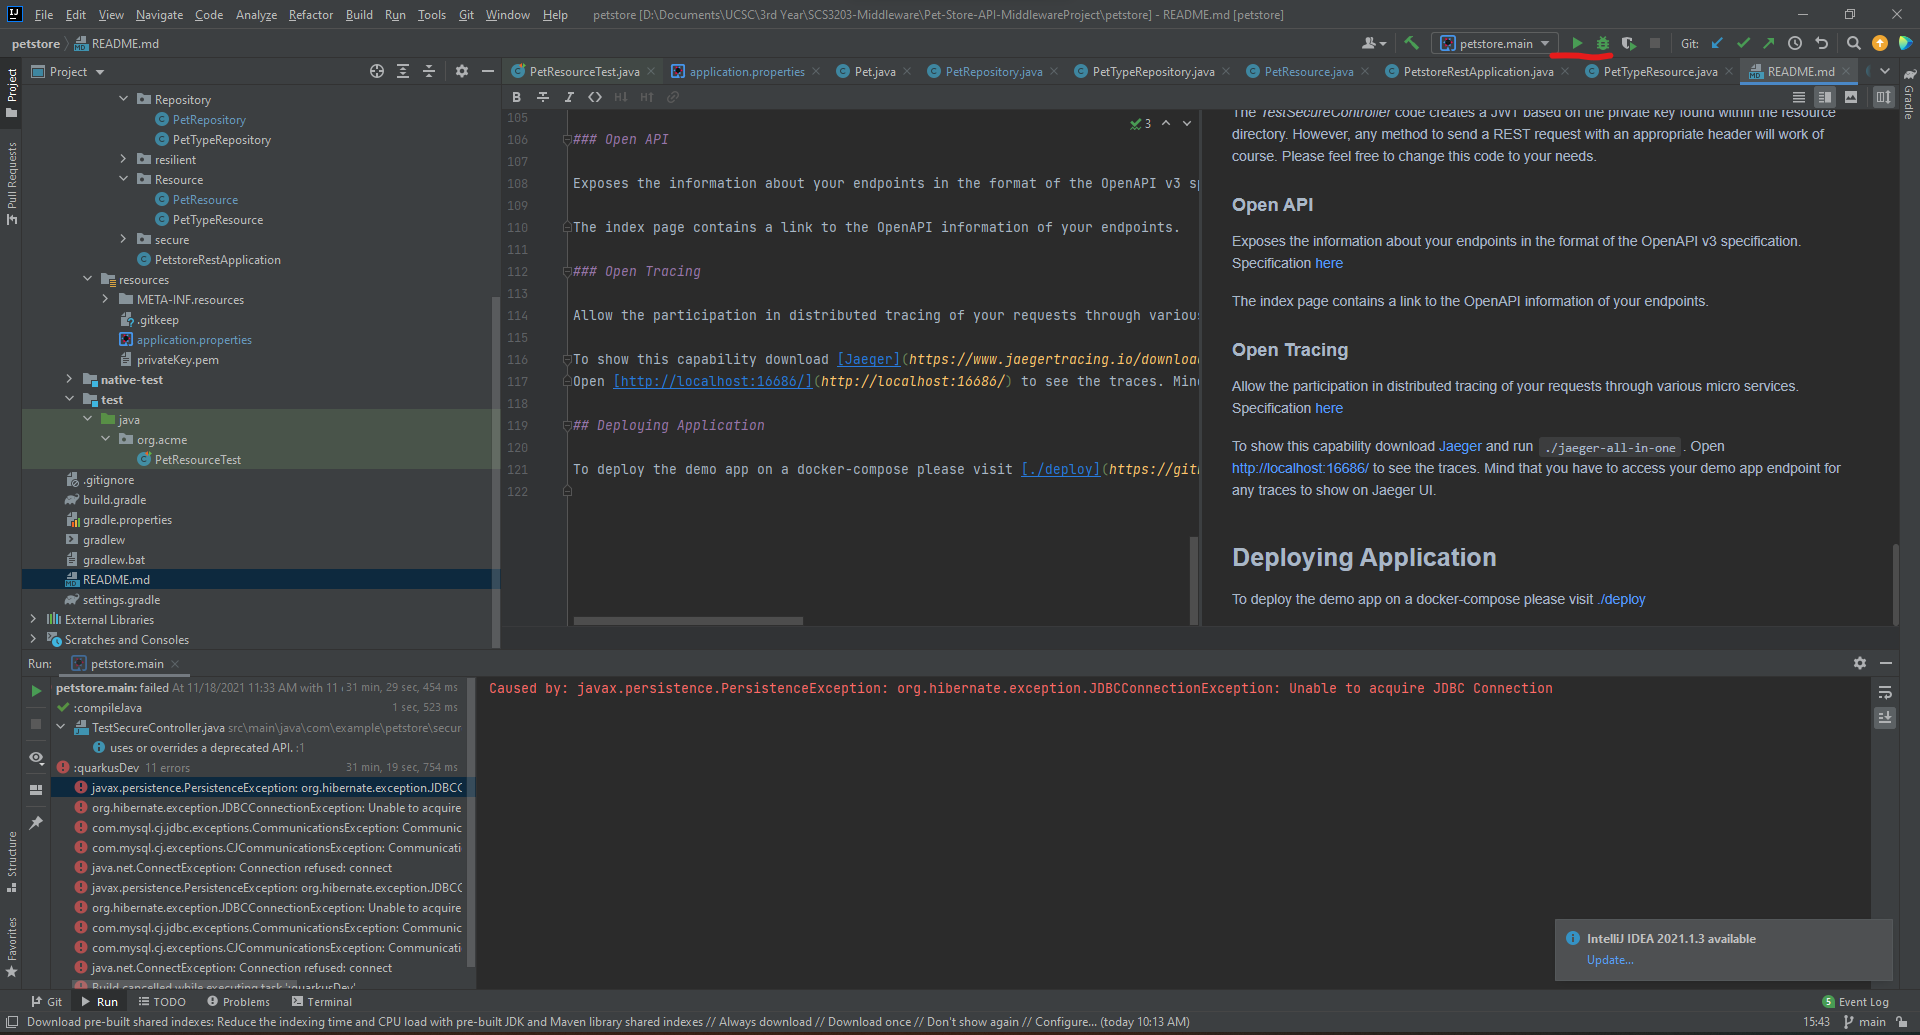 File Edit View Navigate Code Analyze Refactor Build Run Tools Git Window Help petstore [D:\Documents\UCSC\3rd Year\SCS3203-Middleware\Pet-Store-API-MiddlewareProject\petstore] - README.md [petstore]
petstore README.md petstore.main Git:
Project PetResourceTest.java application.properties Pet.java PetRepository.java PetTypeRepository.java PetResource.java PetstoreRestApplication.java PetTypeResource.java README.md
Project
Pull Requests
Structure
Favorites
Gradle
Repository
PetRepository
PetTypeRepository
resilient
Resource
PetResource
PetTypeResource
secure
PetstoreRestApplication
resources
META-INF.resources
.gitkeep
application.properties
privateKey.pem
native-test
test
java
org.acme
PetResourceTest
.gitignore
build.gradle
gradle.properties
gradlew
gradlew.bat
README.md
settings.gradle
External Libraries
Scratches and Consoles
B I H↓ H↑
3
105
106 ### Open API
107
108 Exposes the information about your endpoints in the format of the OpenAPI v3 s
109
110 The index page contains a link to the OpenAPI information of your endpoints.
111
112 ### Open Tracing
113
114 Allow the participation in distributed tracing of your requests through variou
115
116 To show this capability download [Jaeger](https://www.jaegertracing.io/downloa
117 Open [http://localhost:16686/](http://localhost:16686/) to see the traces. Min
118
119 ## Deploying Application
120
121 To deploy the demo app on a docker-compose please visit [./deploy](https://git
122
The TestSecureController code creates a JWT based on the private key found within the resource
directory. However, any method to send a REST request with an appropriate header will work of
course. Please feel free to change this code to your needs.
Open API
Exposes the information about your endpoints in the format of the OpenAPI v3 specification.
Specification here
The index page contains a link to the OpenAPI information of your endpoints.
Open Tracing
Allow the participation in distributed tracing of your requests through various micro services.
Specification here
To show this capability download Jaeger and run ./jaeger-all-in-one . Open
http://localhost:16686/ to see the traces. Mind that you have to access your demo app endpoint for
any traces to show on Jaeger UI.
Deploying Application
To deploy the demo app on a docker-compose please visit ./deploy
Run: petstore.main
petstore.main: failed At 11/18/2021 11:33 AM with 11 31 min, 29 sec, 454 ms
:compileJava 1 sec, 523 ms
TestSecureController.java src\main\java\com\example\petstore\secur
uses or overrides a deprecated API. :1
:quarkusDev 11 errors 31 min, 19 sec, 754 ms
javax.persistence.PersistenceException: org.hibernate.exception.JDBCC
org.hibernate.exception.JDBCConnectionException: Unable to acquire
com.mysql.cj.jdbc.exceptions.CommunicationsException: Communic
com.mysql.cj.exceptions.CJCommunicationsException: Communicati
java.net.ConnectException: Connection refused: connect
javax.persistence.PersistenceException: org.hibernate.exception.JDBCC
org.hibernate.exception.JDBCConnectionException: Unable to acquire
com.mysql.cj.jdbc.exceptions.CommunicationsException: Communic
com.mysql.cj.exceptions.CJCommunicationsException: Communicati
java.net.ConnectException: Connection refused: connect
Build cancelled while executing task ':quarkusDev'
Caused by: javax.persistence.PersistenceException: org.hibernate.exception.JDBCConnectionException: Unable to acquire JDBC Connection
IntelliJ IDEA 2021.1.3 available
Update...
Git Run TODO Problems Terminal 5 Event Log
Download pre-built shared indexes: Reduce the indexing time and CPU load with pre-built JDK and Maven library shared indexes // Always download // Download once // Don't show again // Configure... (today 10:13 AM) 15:43 main